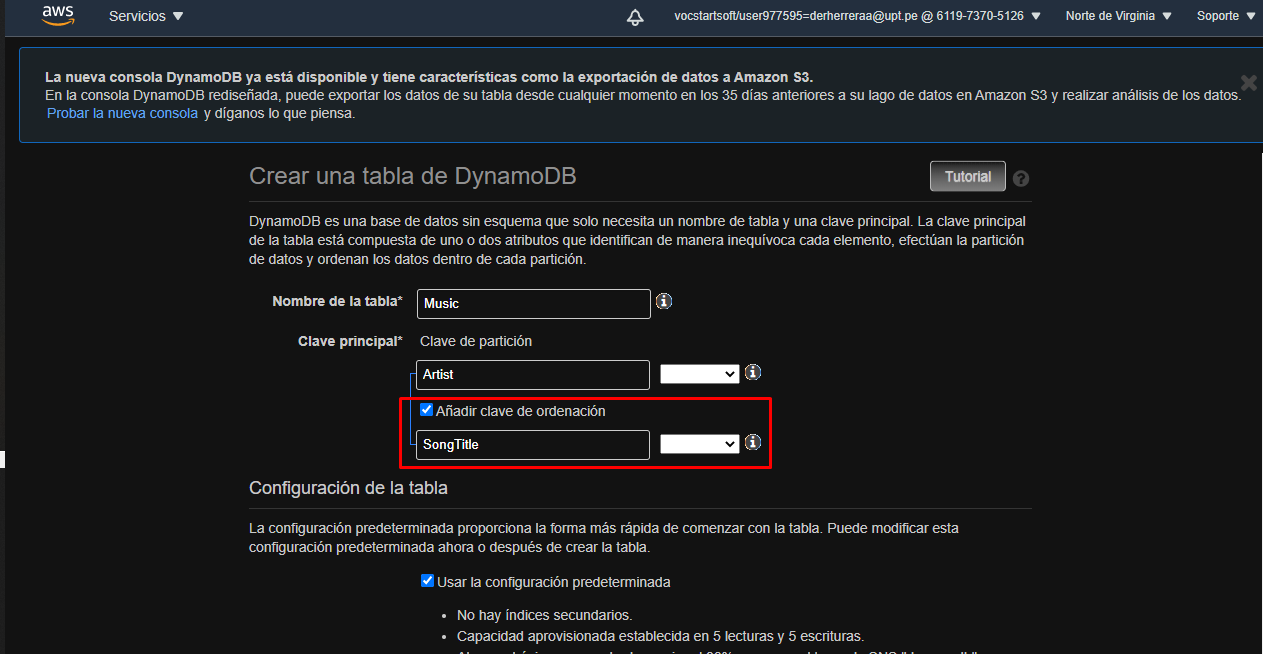 aws
Servicios
vocstartsoft/user977595=derherreraa@upt.pe @ 6119-7370-5126
Norte de Virginia
Soporte
La nueva consola DynamoDB ya está disponible y tiene características como la exportación de datos a Amazon S3.
En la consola DynamoDB rediseñada, puede exportar los datos de su tabla desde cualquier momento en los 35 días anteriores a su lago de datos en Amazon S3 y realizar análisis de los datos.
Probar la nueva consola y díganos lo que piensa.
Crear una tabla de DynamoDB
Tutorial
DynamoDB es una base de datos sin esquema que solo necesita un nombre de tabla y una clave principal. La clave principal
de la tabla está compuesta de uno o dos atributos que identifican de manera inequívoca cada elemento, efectúan la partición
de datos y ordenan los datos dentro de cada partición.
Nombre de la tabla*
Music
Clave principal*
Clave de partición
Artist
Añadir clave de ordenación
SongTitle
Configuración de la tabla
La configuración predeterminada proporciona la forma más rápida de comenzar con la tabla. Puede modificar esta
configuración predeterminada ahora o después de crear la tabla.
Usar la configuración predeterminada
No hay índices secundarios.
Capacidad aprovisionada establecida en 5 lecturas y 5 escrituras.